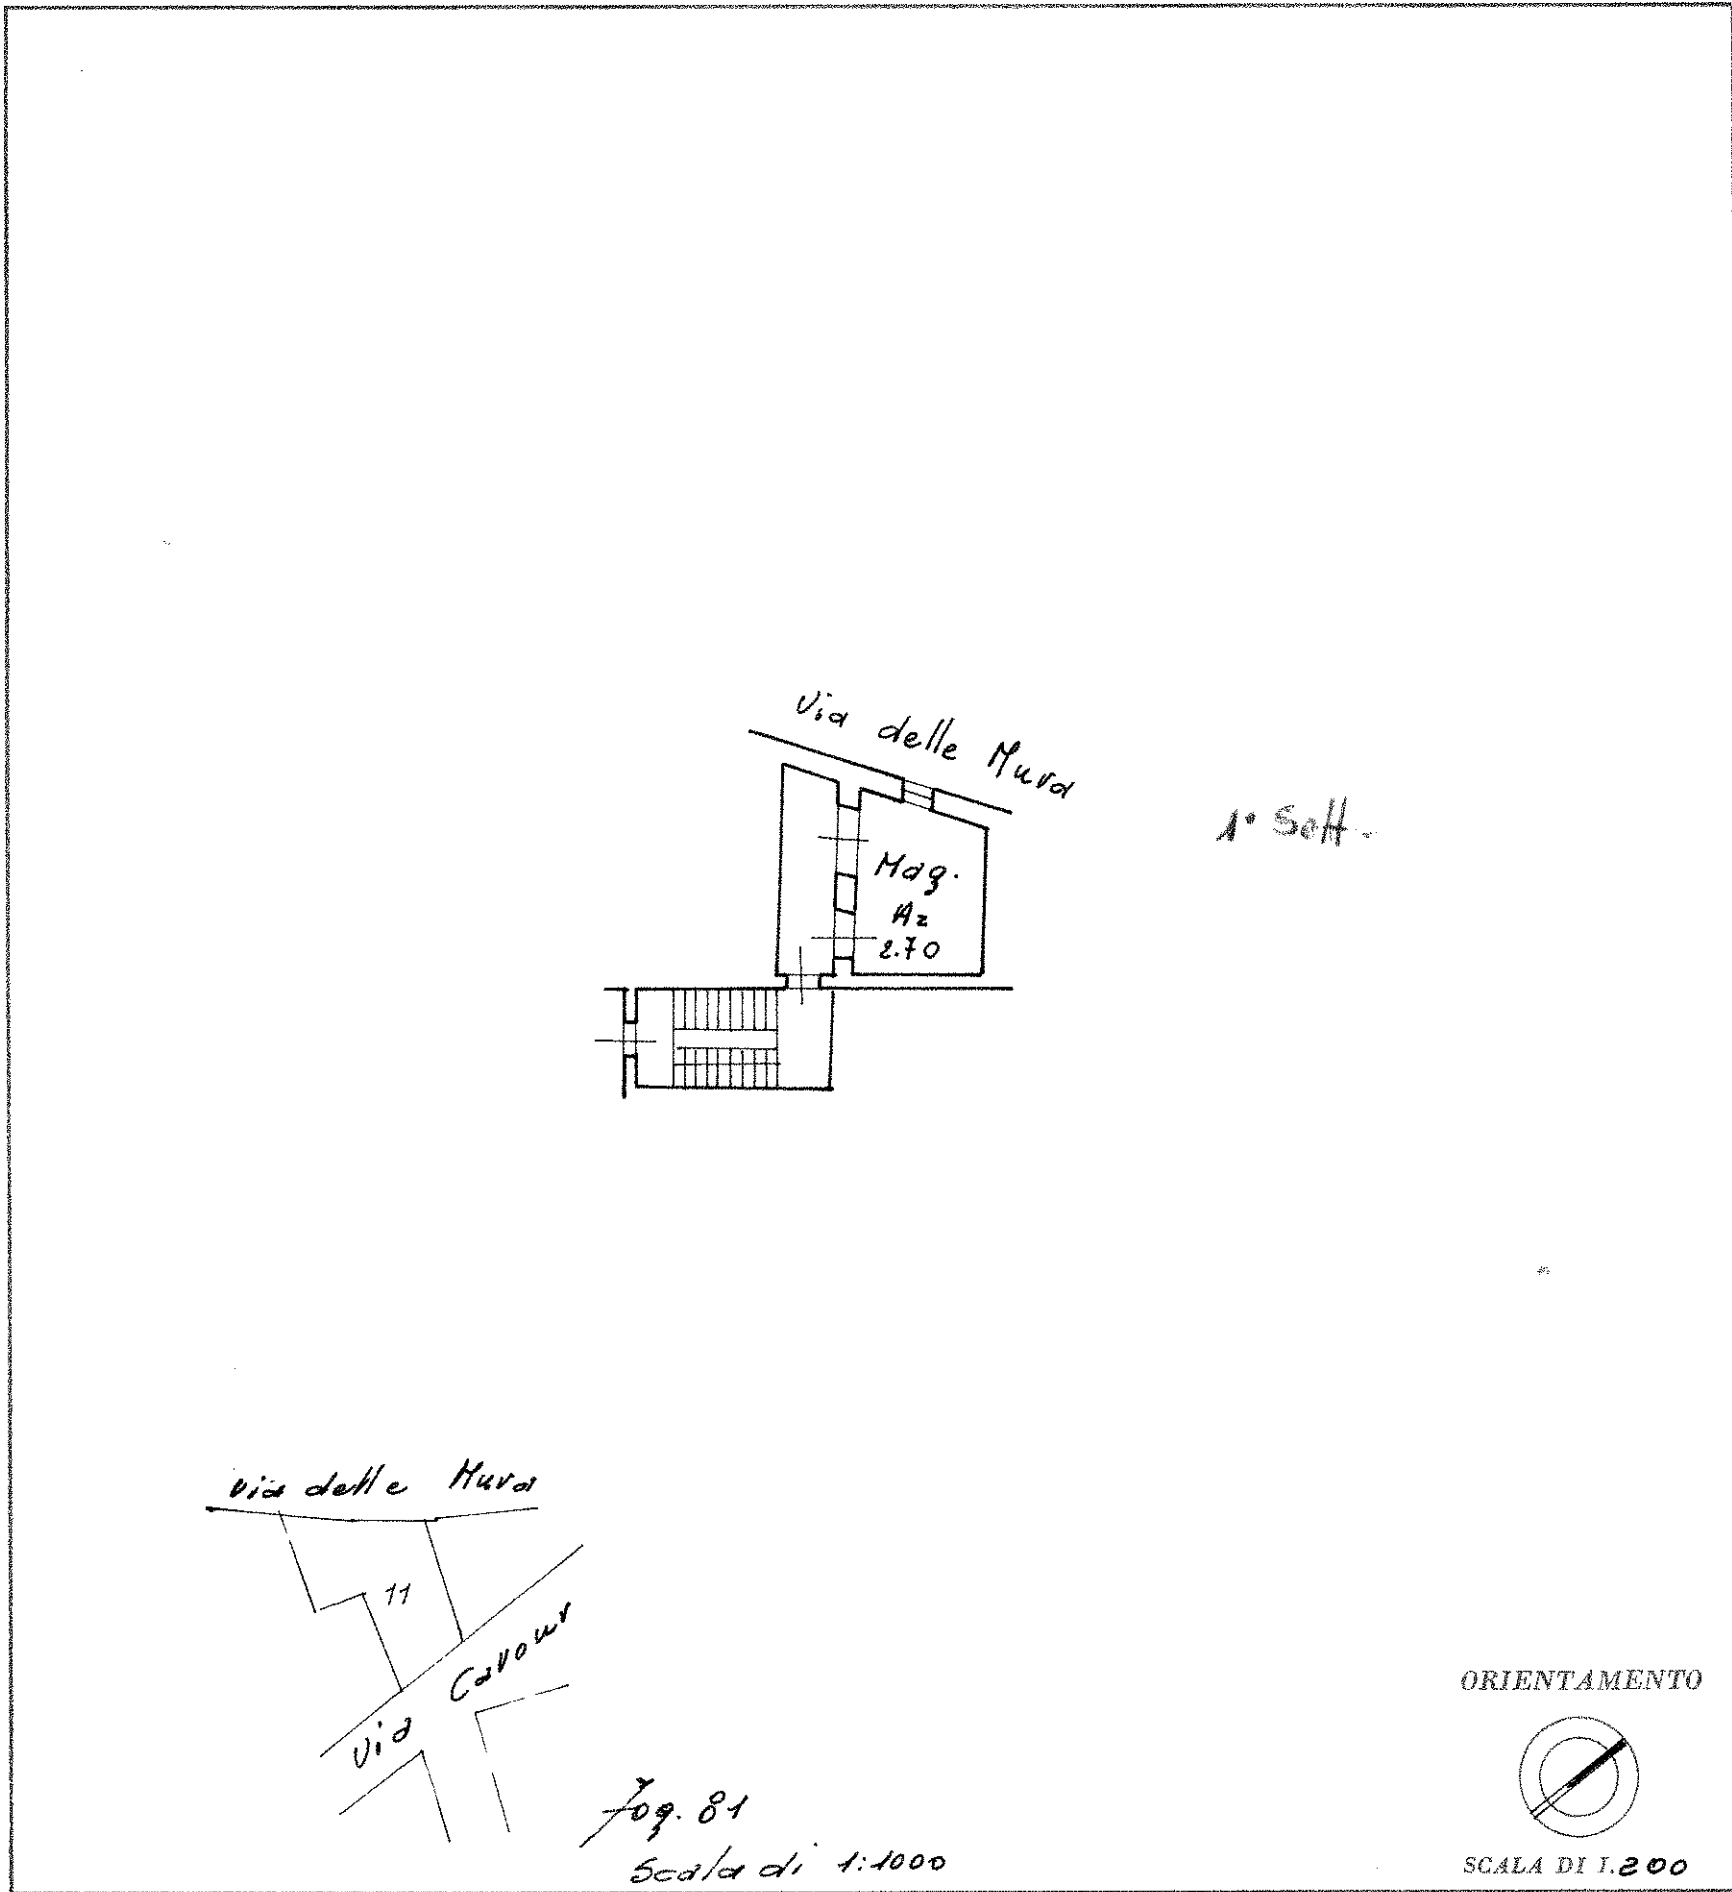 Via delle Mura
1° Sott.
Mag.
Az
2.70
via delle Mura
11
Via Cavour
Fog. 81
Scala di 1:1000
ORIENTAMENTO
SCALA DI 1.200